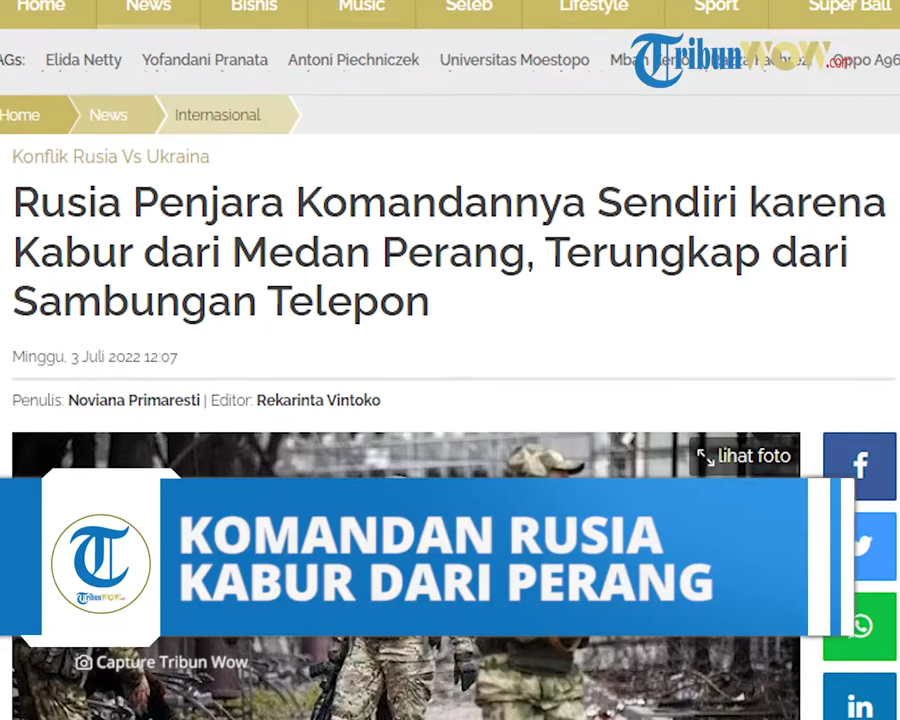 Home News Bisnis Music Seleb Lifestyle Sport Super Ball
AGs: Elida Netty Yofandani Pranata Antoni Piechniczek Universitas Moestopo Oppo A96
TribunWOW.com
Home News Internasional
Konflik Rusia Vs Ukraina
Rusia Penjara Komandannya Sendiri karena
Kabur dari Medan Perang, Terungkap dari
Sambungan Telepon
Minggu, 3 Juli 2022 12:07
Penulis: Noviana Primaresti | Editor: Rekarinta Vintoko
lihat foto
KOMANDAN RUSIA
KABUR DARI PERANG
TribunWOW.com
Capture Tribun Wow